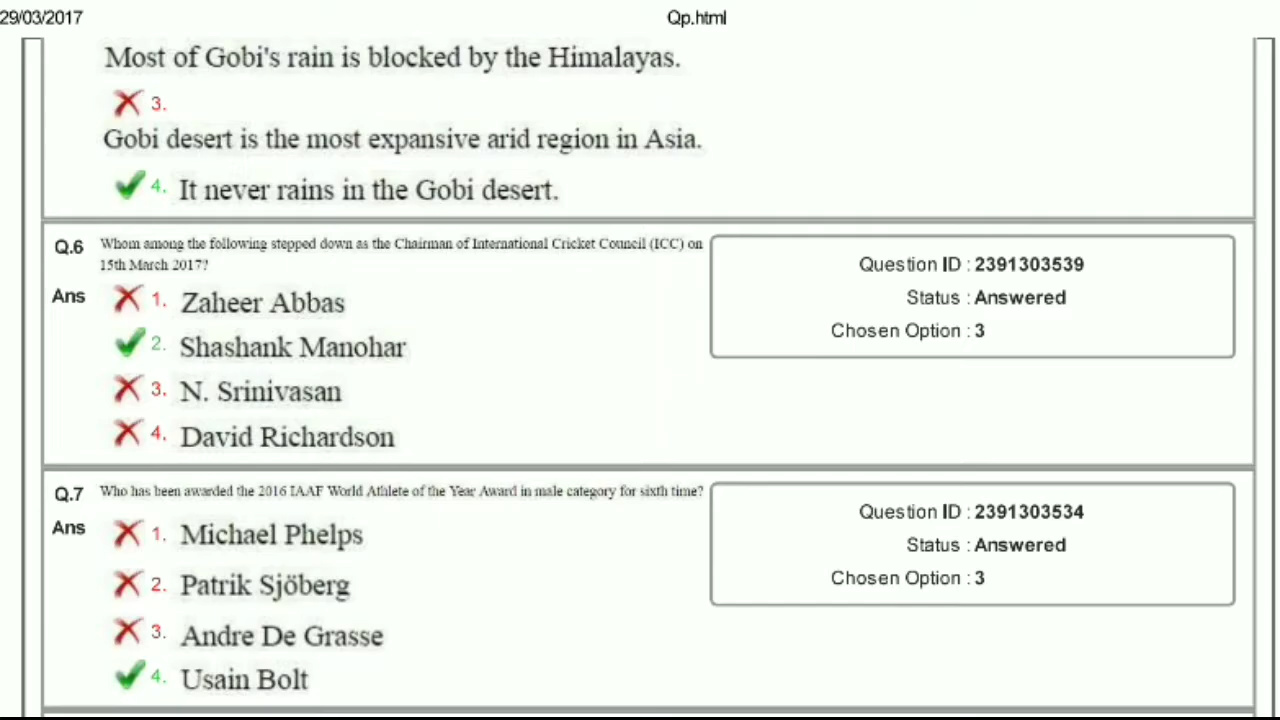 29/03/2017
Qp.html
Most of Gobi's rain is blocked by the Himalayas.
3.
Gobi desert is the most expansive arid region in Asia.
4. It never rains in the Gobi desert.
Q.6 Whom among the following stepped down as the Chairman of International Cricket Council (ICC) on
15th March 2017?
Ans 1. Zaheer Abbas
2. Shashank Manohar
3. N. Srinivasan
4. David Richardson
Question ID : 2391303539
Status : Answered
Chosen Option : 3
Q.7 Who has been awarded the 2016 IAAF World Athlete of the Year Award in male category for sixth time?
Ans 1. Michael Phelps
2. Patrik Sjöberg
3. Andre De Grasse
4. Usain Bolt
Question ID : 2391303534
Status : Answered
Chosen Option : 3